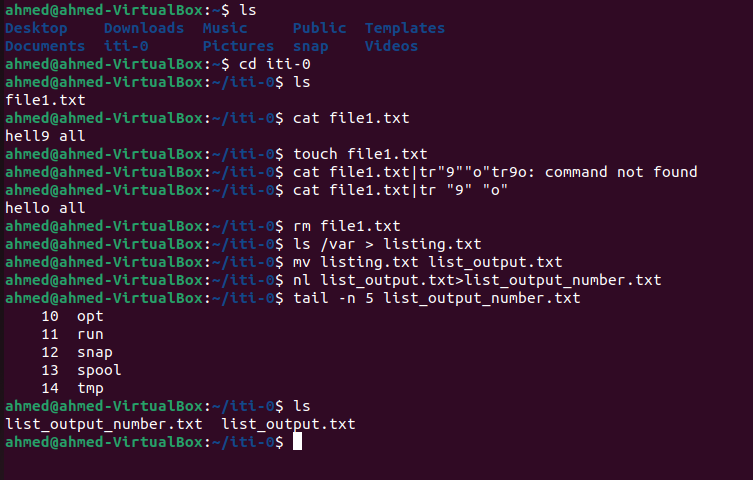 ahmed@ahmed-VirtualBox:~$ ls
Desktop    Downloads  Music     Public  Templates
Documents  iti-0      Pictures  snap    Videos
ahmed@ahmed-VirtualBox:~$ cd iti-0
ahmed@ahmed-VirtualBox:~/iti-0$ ls
file1.txt
ahmed@ahmed-VirtualBox:~/iti-0$ cat file1.txt
hell9 all
ahmed@ahmed-VirtualBox:~/iti-0$ touch file1.txt
ahmed@ahmed-VirtualBox:~/iti-0$ cat file1.txt|tr"9""o"tr9o: command not found
ahmed@ahmed-VirtualBox:~/iti-0$ cat file1.txt|tr "9" "o"
hello all
ahmed@ahmed-VirtualBox:~/iti-0$ rm file1.txt
ahmed@ahmed-VirtualBox:~/iti-0$ ls /var > listing.txt
ahmed@ahmed-VirtualBox:~/iti-0$ mv listing.txt list_output.txt
ahmed@ahmed-VirtualBox:~/iti-0$ nl list_output.txt>list_output_number.txt
ahmed@ahmed-VirtualBox:~/iti-0$ tail -n 5 list_output_number.txt
    10  opt
    11  run
    12  snap
    13  spool
    14  tmp
ahmed@ahmed-VirtualBox:~/iti-0$ ls
list_output_number.txt  list_output.txt
ahmed@ahmed-VirtualBox:~/iti-0$